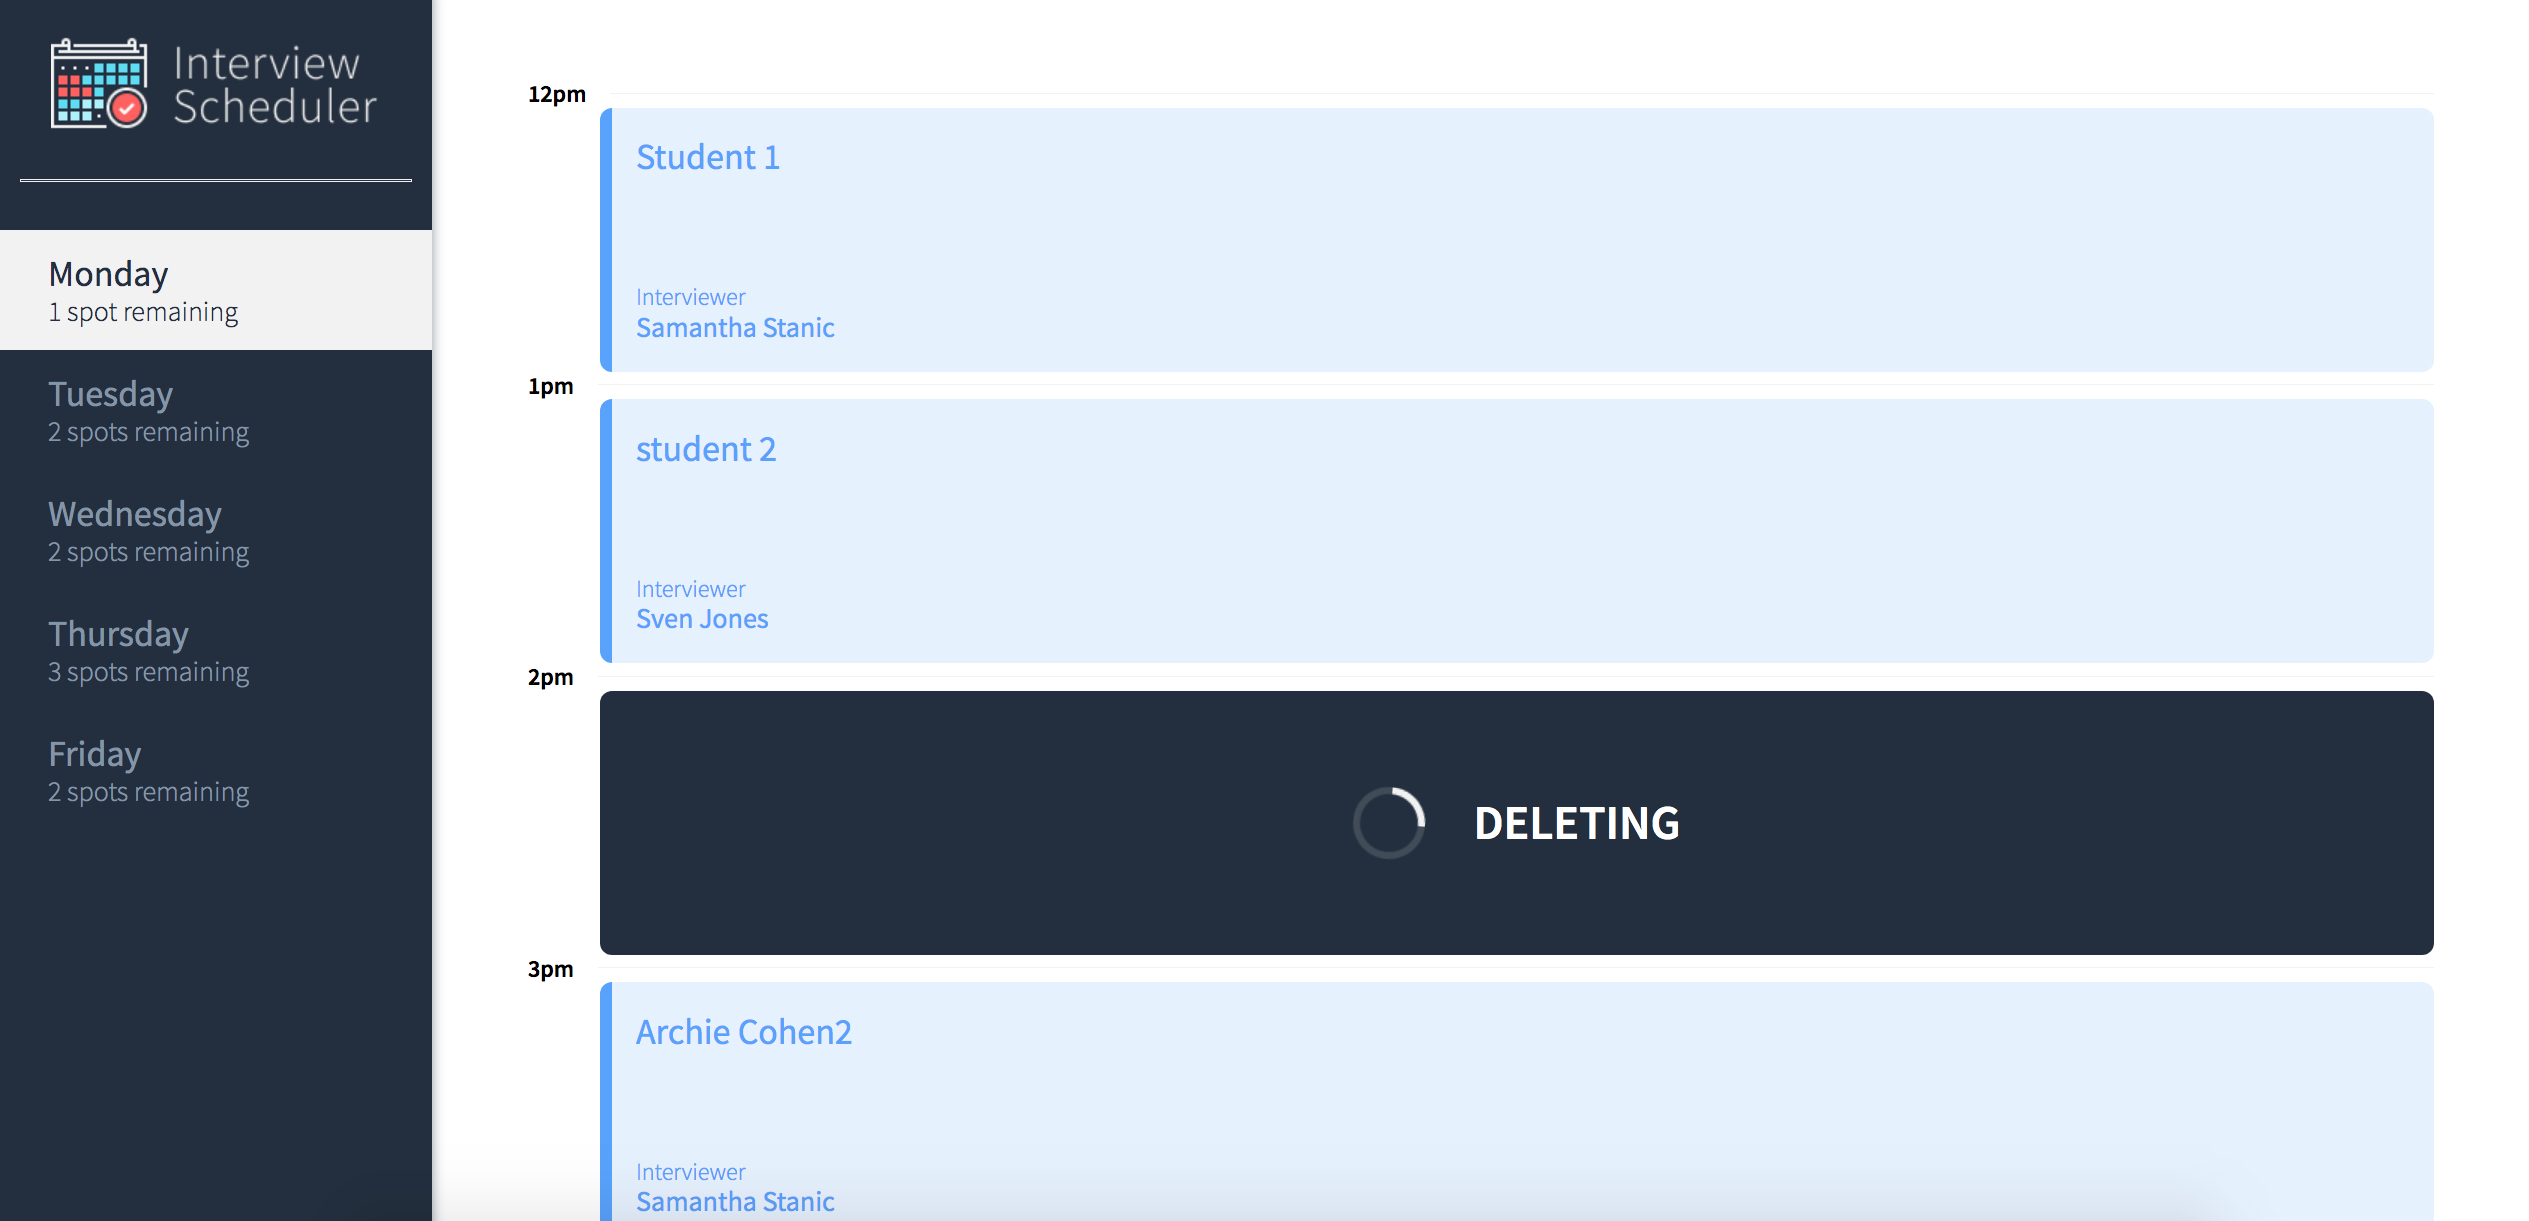 Interview
Scheduler
Monday
1 spot remaining
Tuesday
2 spots remaining
Wednesday
2 spots remaining
Thursday
3 spots remaining
Friday
2 spots remaining
12pm
Student 1
Interviewer
Samantha Stanic
1pm
student 2
Interviewer
Sven Jones
2pm
DELETING
3pm
Archie Cohen2
Interviewer
Samantha Stanic